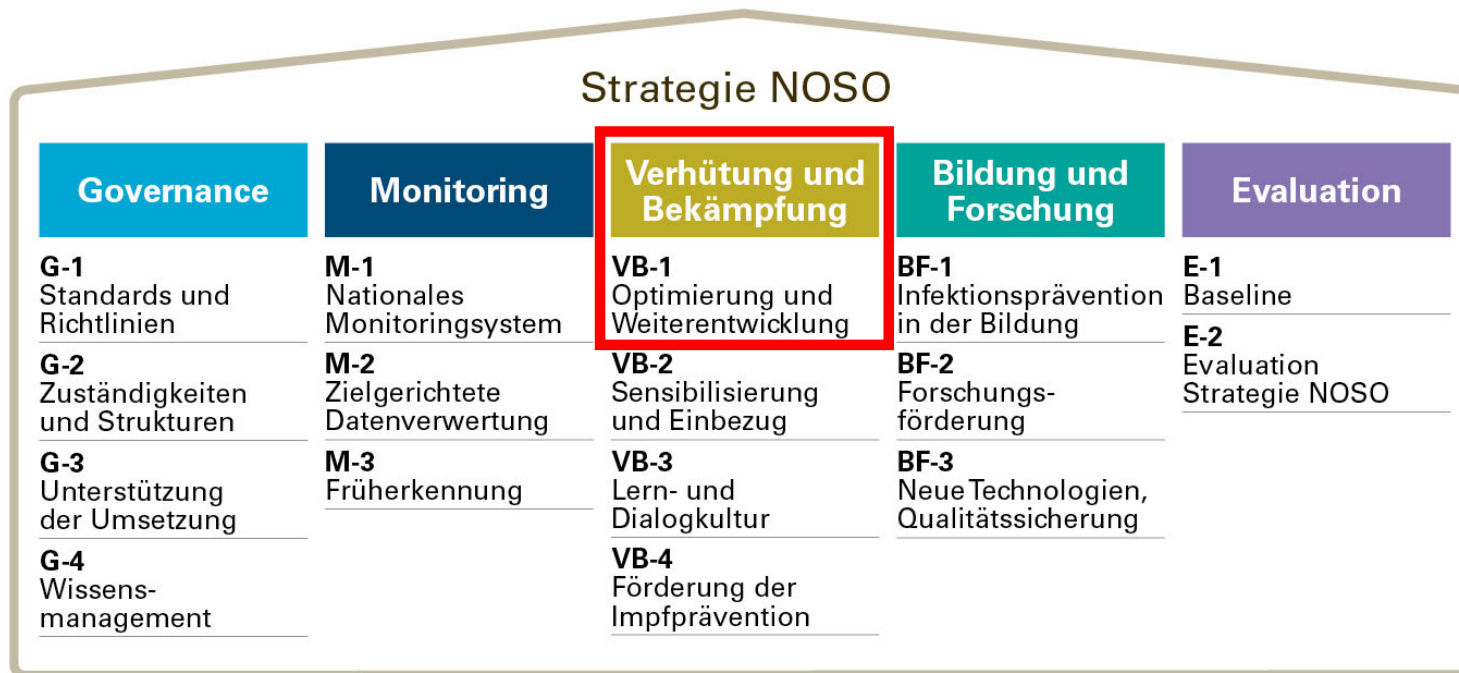 Strategie NOSO
Governance
G-1
Standards und
Richtlinien
G-2
Zuständigkeiten
und Strukturen
G-3
Unterstützung
der Umsetzung
G-4
Wissens-
management
Monitoring
M-1
Nationales
Monitoringsystem
M-2
Zielgerichtete
Datenverwertung
M-3
Früherkennung
Verhütung und
Bekämpfung
VB-1
Optimierung und
Weiterentwicklung
VB-2
Sensibilisierung
und Einbezug
VB-3
Lern- und
Dialogkultur
VB-4
Förderung der
Impfprävention
Bildung und
Forschung
BF-1
Infektionsprävention
in der Bildung
BF-2
Forschungs-
förderung
BF-3
Neue Technologien,
Qualitätssicherung
Evaluation
E-1
Baseline
E-2
Evaluation
Strategie NOSO